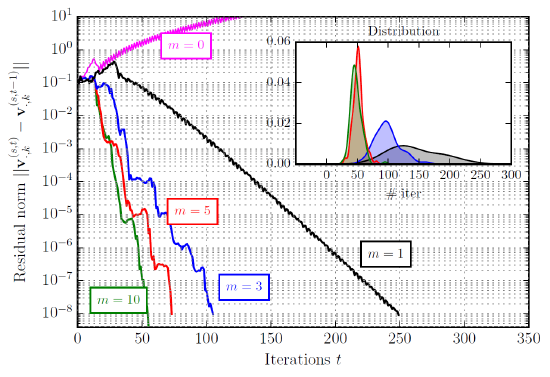 10^1
10^0
10^-1
10^-2
10^-3
10^-4
10^-5
10^-6
10^-7
10^-8
Residual norm ||v_{·,k}^{(s,t)} − v_{·,k}^{(s,t−1)}||
0 50 100 150 200 250 300 350
Iterations t
m = 0
m = 5
m = 1
m = 3
m = 10
Distribution
0.06
0.04
0.02
0.00
0 50 100 150 200 250 300
# iter